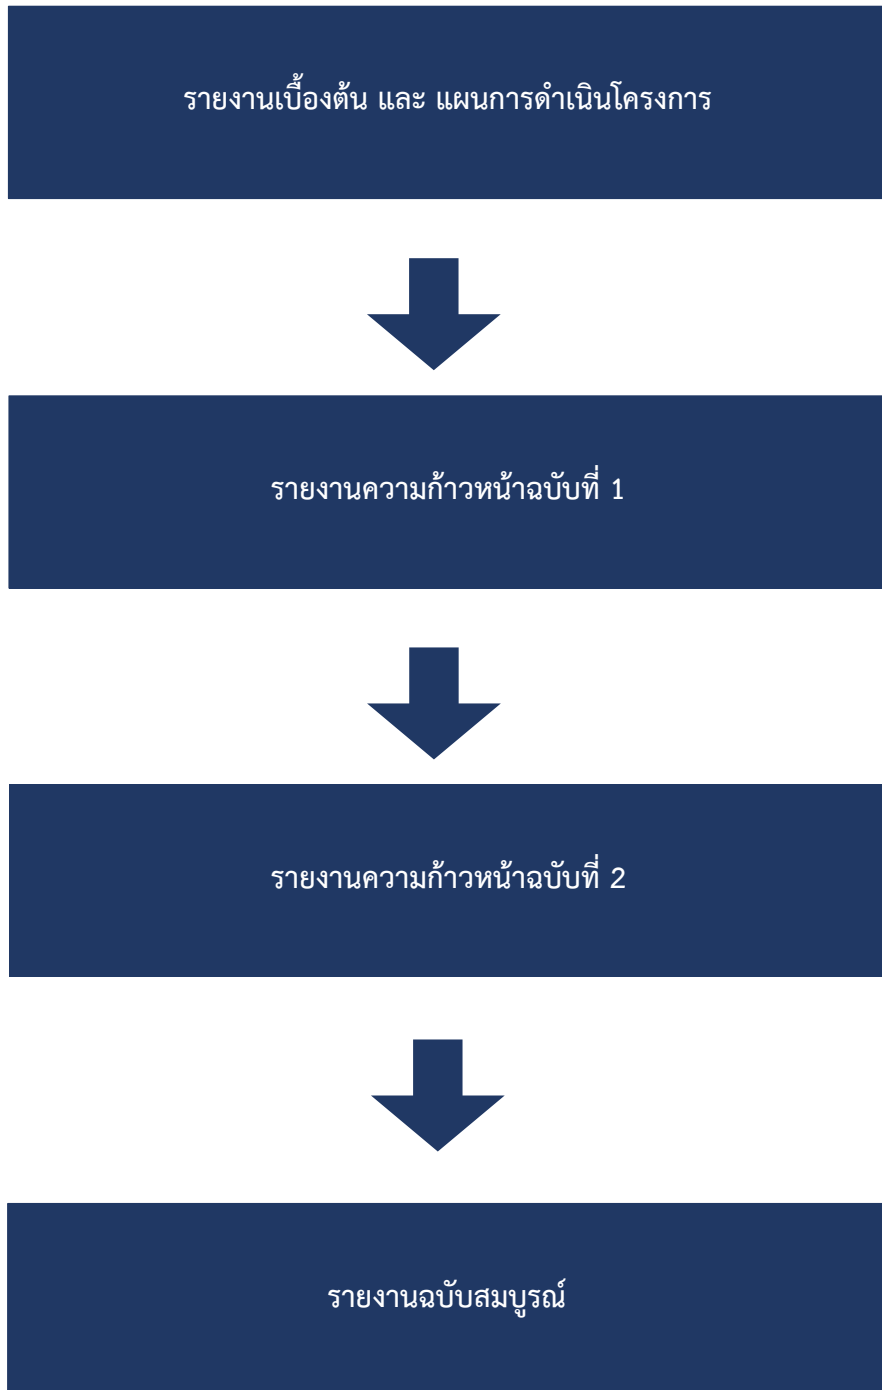 รายงานเบื้องต้น และ แผนการดำเนินโครงการ
รายงานความก้าวหน้าฉบับที่ 1
รายงานความก้าวหน้าฉบับที่ 2
รายงานฉบับสมบูรณ์